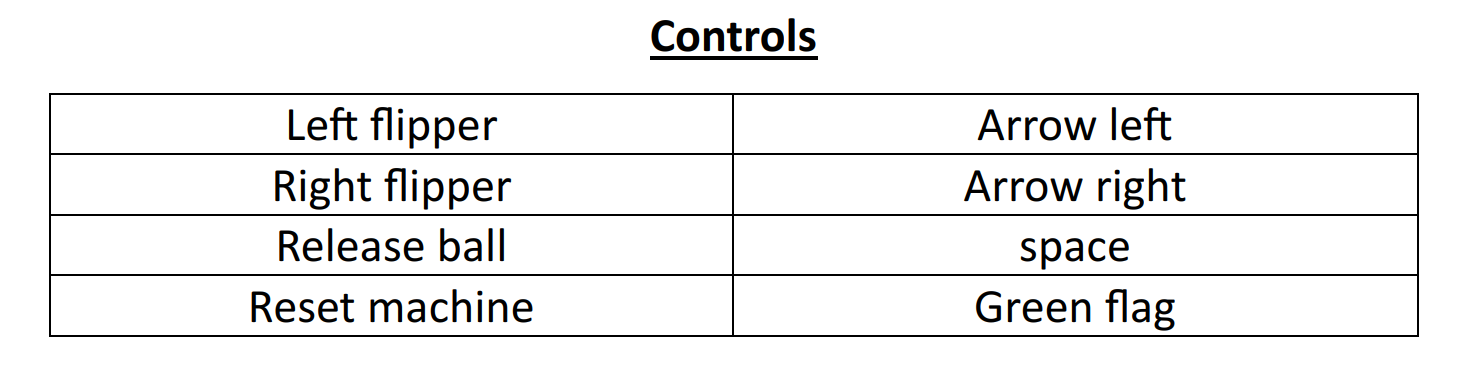 Controls
Left flipper Arrow left
Right flipper Arrow right
Release ball space
Reset machine Green flag